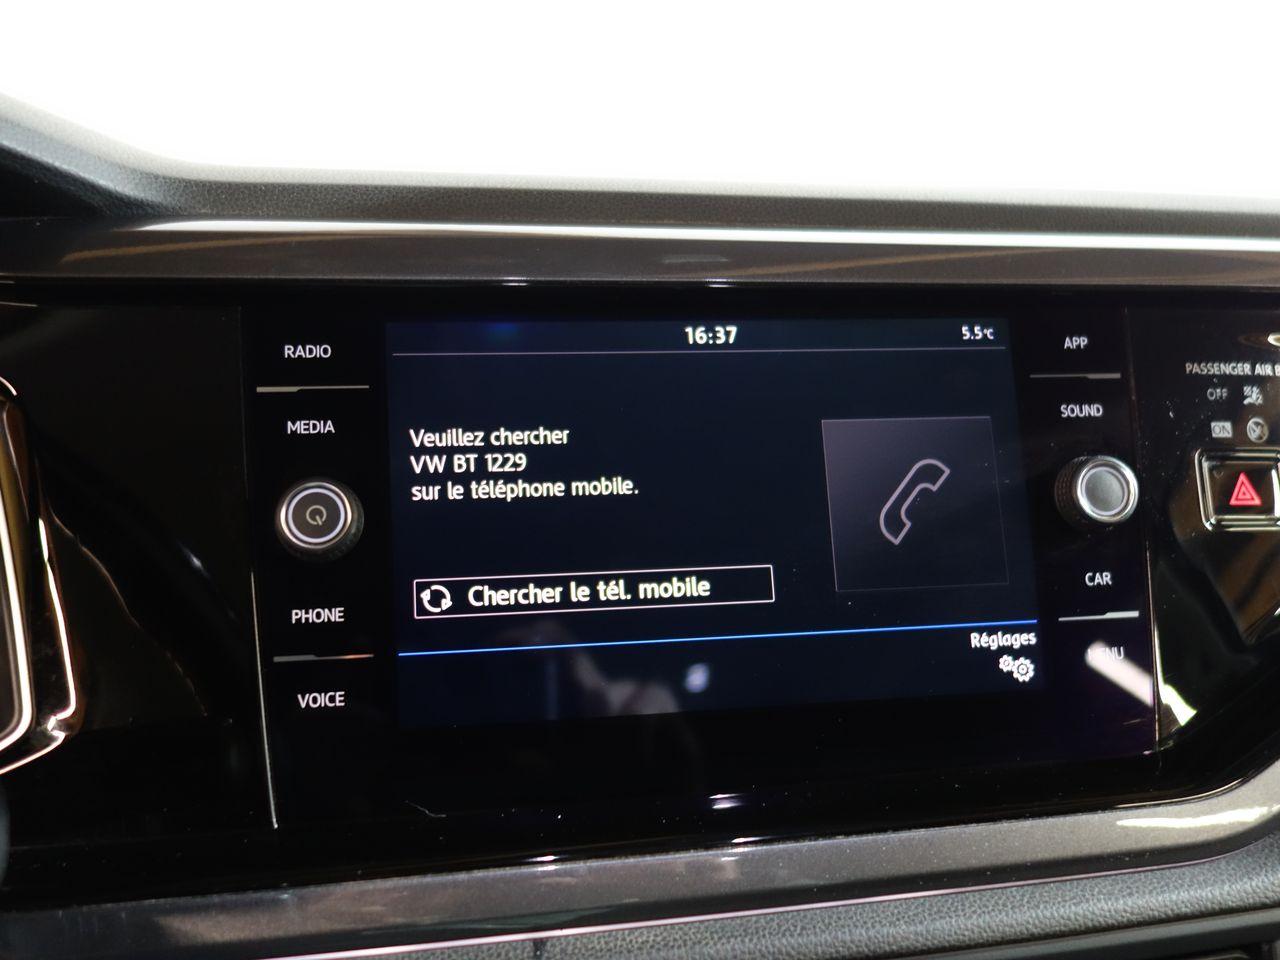 RADIO
MEDIA
PHONE
VOICE
16:37
5.5°C
Veuillez chercher
VW BT 1229
sur le téléphone mobile.
Chercher le tél. mobile
Réglages
APP
SOUND
CAR
MENU
PASSENGER AIR
OFF
ON